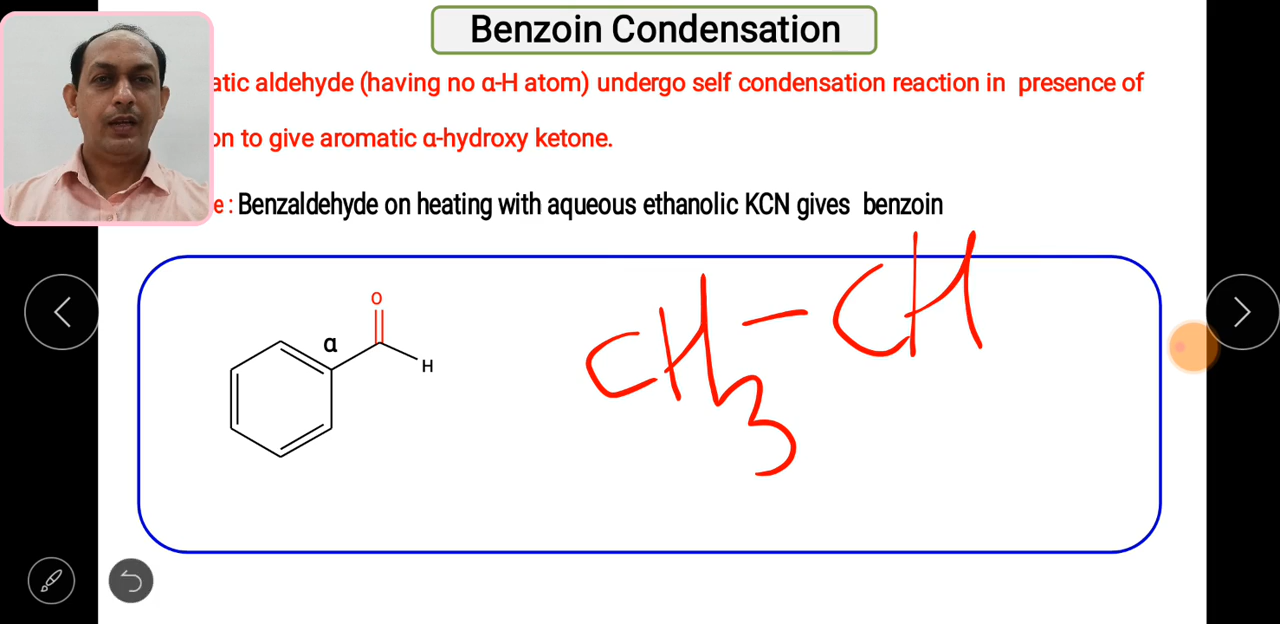 Benzoin Condensation
atic aldehyde (having no α-H atom) undergo self condensation reaction in presence of
on to give aromatic α-hydroxy ketone.
e : Benzaldehyde on heating with aqueous ethanolic KCN gives benzoin
O
α
H
CH3-CH